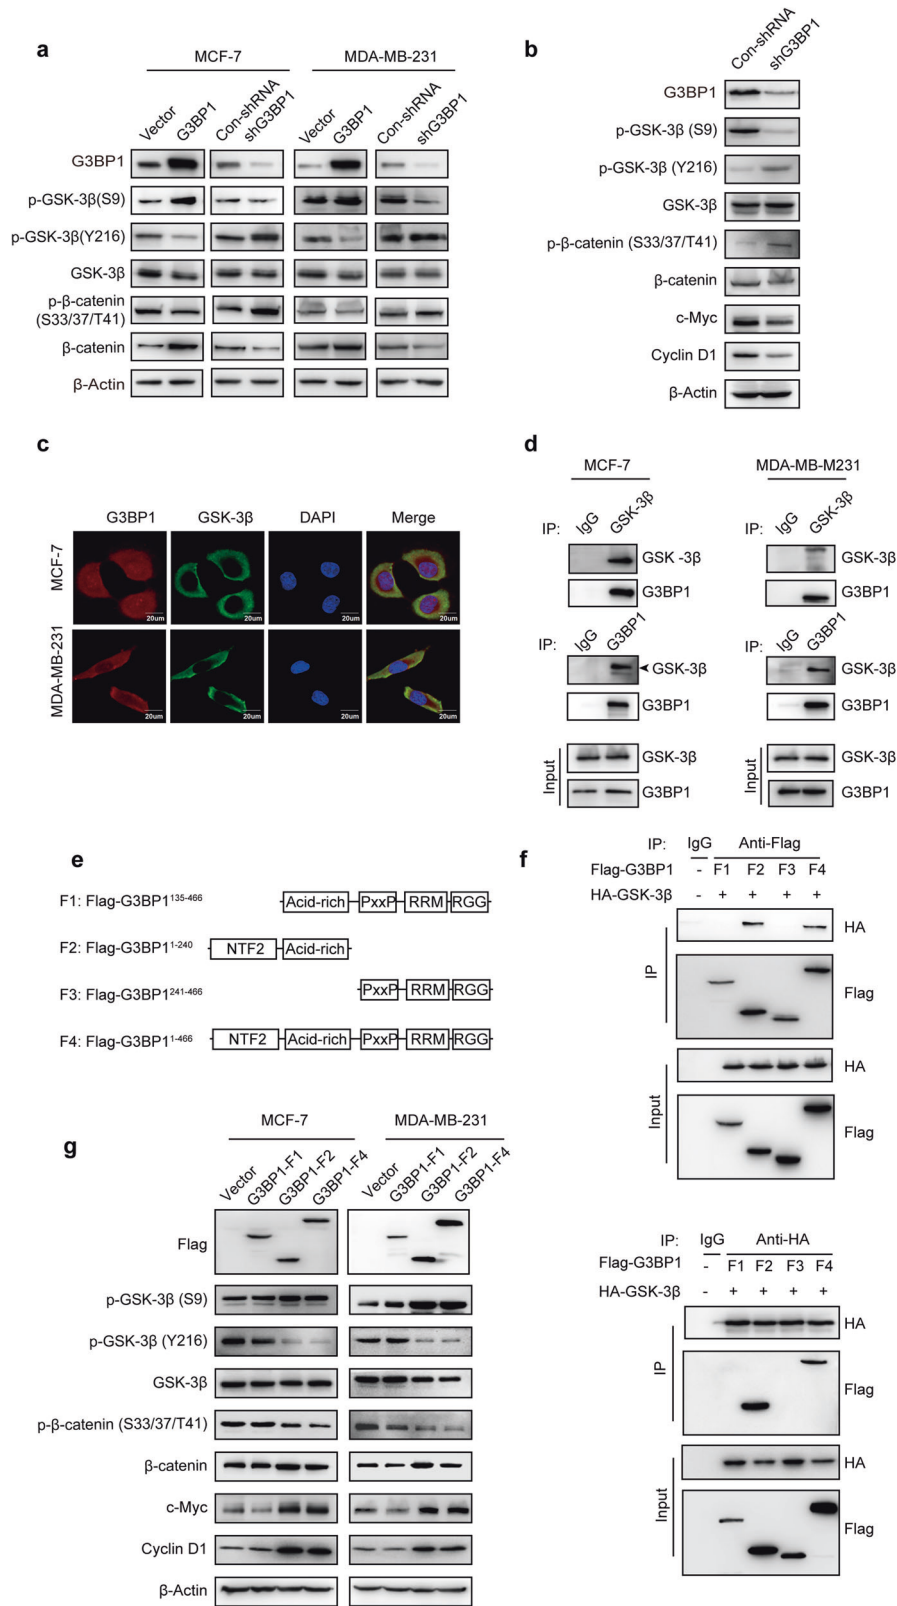 a
MCF-7
MDA-MB-231
Vector
G3BP1
Con-shRNA
shG3BP1
Vector
G3BP1
Con-shRNA
shG3BP1
G3BP1
p-GSK-3β(S9)
p-GSK-3β(Y216)
GSK-3β
p-β-catenin
(S33/37/T41)
β-catenin
β-Actin
b
Con-shRNA
shG3BP1
G3BP1
p-GSK-3β (S9)
p-GSK-3β (Y216)
GSK-3β
p-β-catenin (S33/37/T41)
β-catenin
c-Myc
Cyclin D1
β-Actin
c
G3BP1 GSK-3β DAPI Merge
MCF-7
20um 20um 20um 20um
MDA-MB-231
20um 20um 20um 20um
d
MCF-7
IP: IgG GSK-3β
GSK -3β
G3BP1
IP: IgG G3BP1
GSK-3β
G3BP1
Input
GSK-3β
G3BP1
MDA-MB-M231
IP: IgG GSK-3β
GSK-3β
G3BP1
IP: IgG G3BP1
GSK-3β
G3BP1
Input
GSK-3β
G3BP1
e
F1: Flag-G3BP1135-466 Acid-rich PxxP RRM RGG
F2: Flag-G3BP11-240 NTF2 Acid-rich
F3: Flag-G3BP1241-466 PxxP RRM RGG
F4: Flag-G3BP11-466 NTF2 Acid-rich PxxP RRM RGG
f
IP: IgG Anti-Flag
Flag-G3BP1 - F1 F2 F3 F4
HA-GSK-3β - + + + +
IP
HA
Flag
Input
HA
Flag
IP: IgG Anti-HA
Flag-G3BP1 - F1 F2 F3 F4
HA-GSK-3β - + + + +
IP
HA
Flag
Input
HA
Flag
g
MCF-7
MDA-MB-231
Vector
G3BP1-F1
G3BP1-F2
G3BP1-F4
Vector
G3BP1-F1
G3BP1-F2
G3BP1-F4
Flag
p-GSK-3β (S9)
p-GSK-3β (Y216)
GSK-3β
p-β-catenin (S33/37/T41)
β-catenin
c-Myc
Cyclin D1
β-Actin